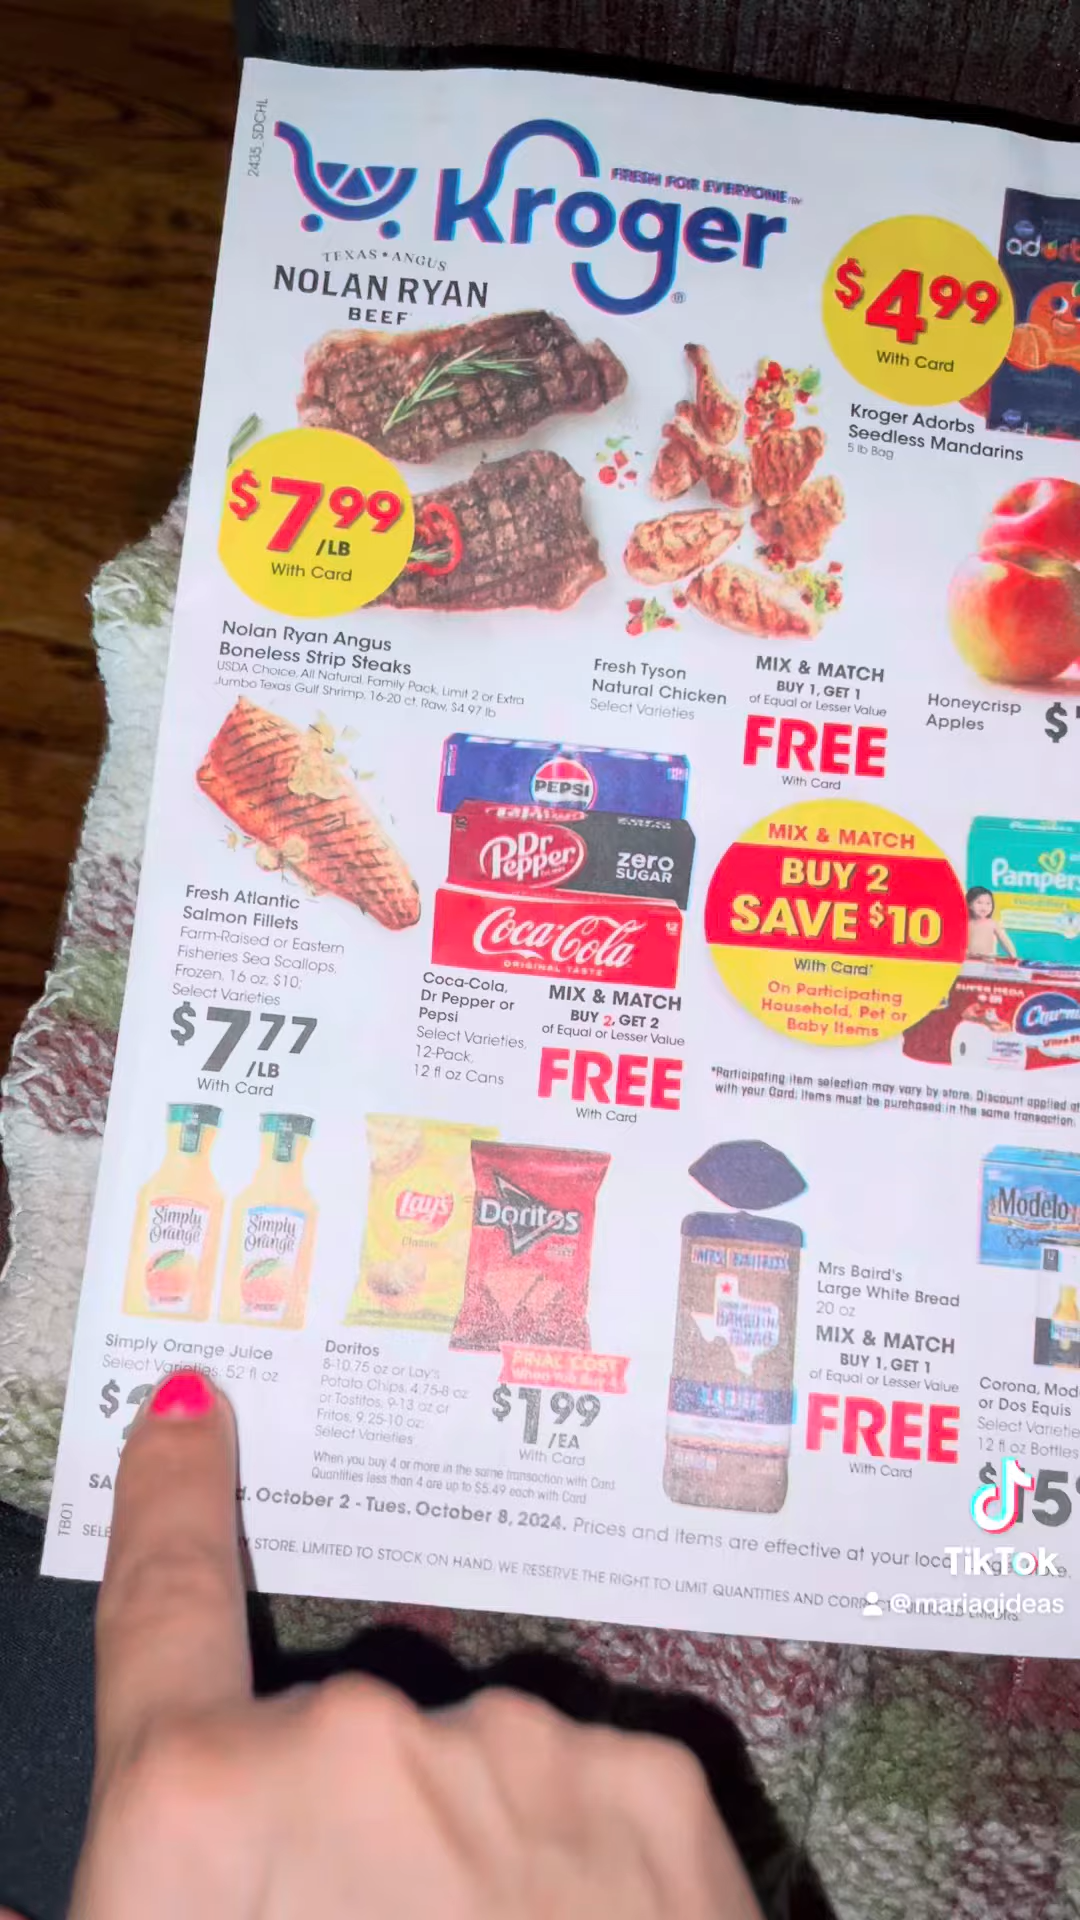 2435_SDCHL
Kroger
FRESH FOR EVERYONE
TEXAS ANGUS
NOLAN RYAN
BEEF
$7.99
/LB
With Card
Nolan Ryan Angus
Boneless Strip Steaks
USDA Choice, All Natural, Family Pack, Limit 2 or Extra
Jumbo Texas Gulf Shrimp, 16-20 ct, Raw, $4.97 lb
Fresh Tyson
Natural Chicken
Select Varieties
MIX & MATCH
BUY 1, GET 1
of Equal or Lesser Value
FREE
With Card
$4.99
With Card
Kroger Adorbs
Seedless Mandarins
5 lb Bag
Honeycrisp
Apples
$
Fresh Atlantic
Salmon Fillets
Farm-Raised or Eastern
Fisheries Sea Scallops,
Frozen, 16 oz, $10;
Select Varieties
$7.77
/LB
With Card
PEPSI
Dr
Pepper
zero
SUGAR
Coca-Cola
ORIGINAL TASTE
12
Coca-Cola,
Dr Pepper or
Pepsi
Select Varieties,
12-Pack,
12 fl oz Cans
MIX & MATCH
BUY 2, GET 2
of Equal or Lesser Value
FREE
With Card
MIX & MATCH
BUY 2
SAVE $10
With Card*
On Participating
Household, Pet or
Baby Items
Pampers
SUPER MEGA
*Participating item selection may vary by store. Discount applied at
with your Card. Items must be purchased in the same transaction.
Simply
Orange
Simply
Orange
Simply Orange Juice
Select Varieties, 52 fl oz
$
SA
Lay's
Classic
Doritos
Doritos
8-10.75 oz or Lay's
Potato Chips, 4.75-8 oz
or Tostitos, 9-13 oz or
Fritos, 9.25-10 oz;
Select Varieties
FINAL COST
When You Buy 4
$1.99
/EA
With Card
When you buy 4 or more in the same transaction with Card.
Quantities less than 4 are up to $5.49 each with Card
MRS BAIRD'S
Mrs Baird's
Large White Bread
20 oz
MIX & MATCH
BUY 1, GET 1
of Equal or Lesser Value
FREE
With Card
Modelo
Corona, Mod
or Dos Equis
Select Varietie
12 fl oz Bottles
$15
d. October 2 - Tues. October 8, 2024. Prices and items are effective at your loc
TB01
SELE
STORE. LIMITED TO STOCK ON HAND. WE RESERVE THE RIGHT TO LIMIT QUANTITIES AND CORR
TikTok
@mariaqideas